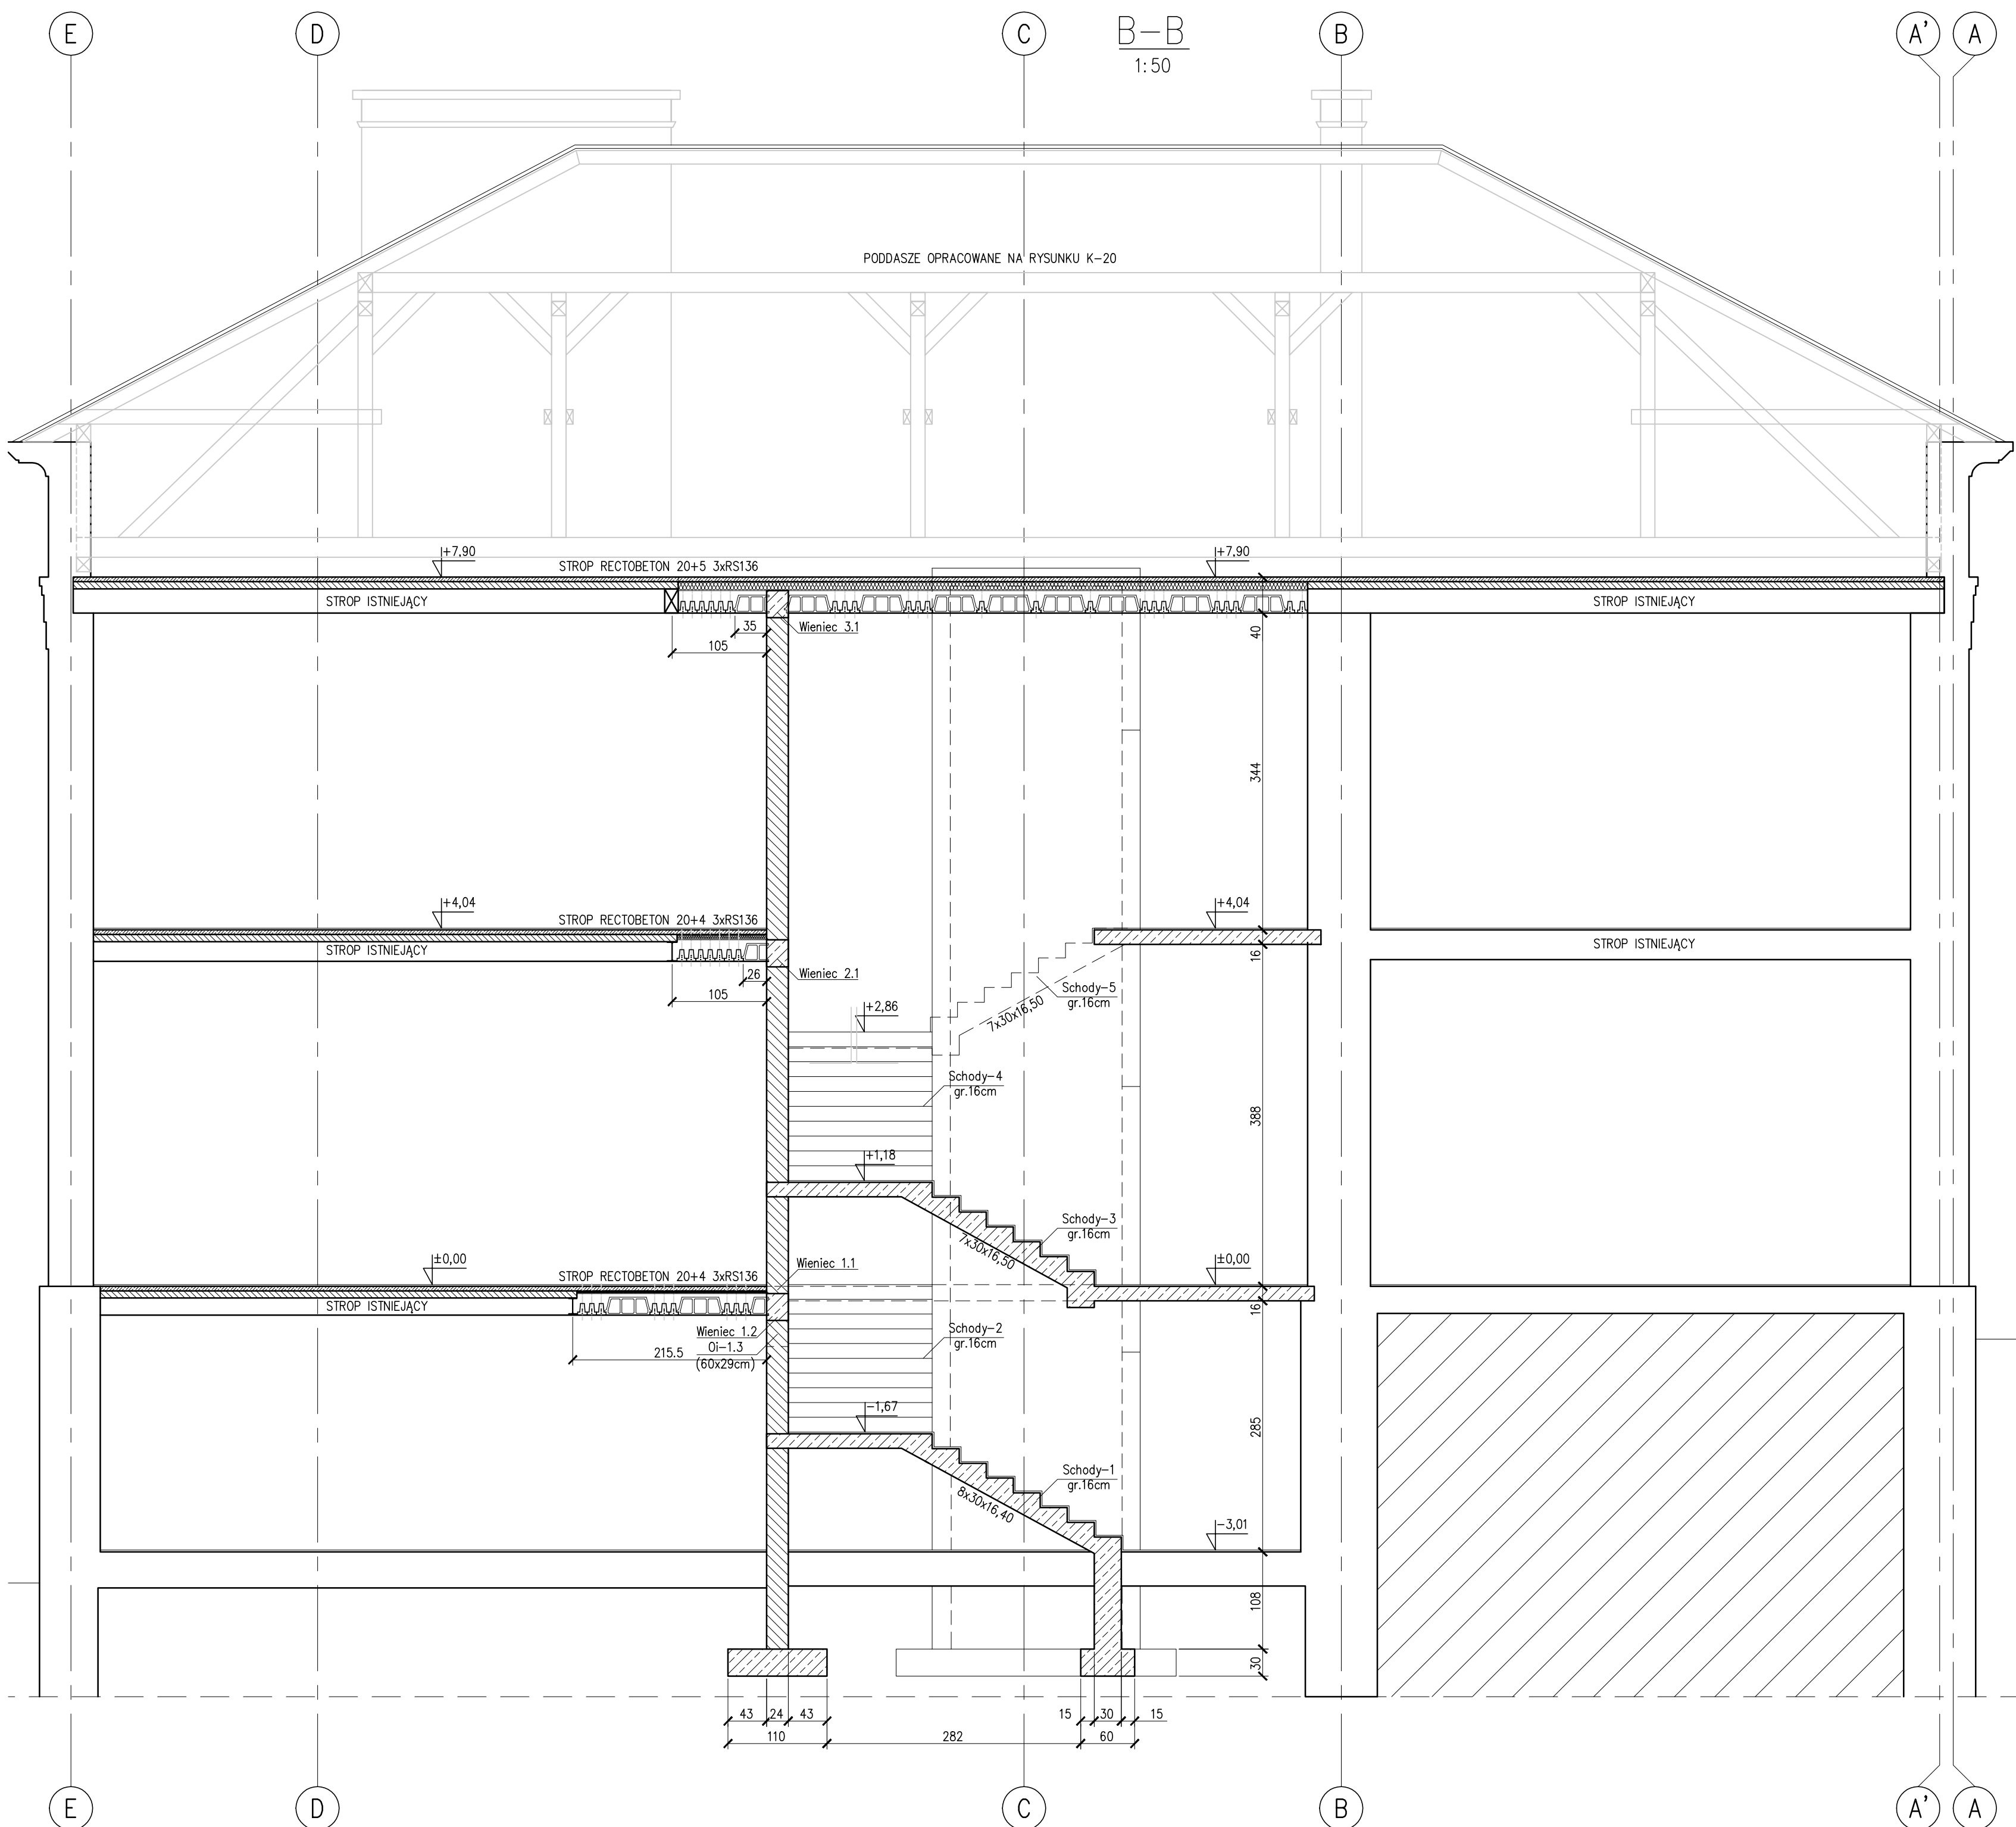 E D C B–B B A' A
1:50
PODDASZE OPRACOWANE NA RYSUNKU K–20
+7,90 +7,90
STROP RECTOBETON 20+5 3xRS136
STROP ISTNIEJĄCY STROP ISTNIEJĄCY
35 Wieniec 3.1 40
105
344
+4,04 +4,04
STROP RECTOBETON 20+4 3xRS136
STROP ISTNIEJĄCY STROP ISTNIEJĄCY
16
26 Wieniec 2.1
105
Schody–5
gr.16cm
+2,86 7x30x16,50
Schody–4
gr.16cm
388
+1,18
Schody–3
gr.16cm
7x30x16,50
±0,00 Wieniec 1.1 ±0,00
STROP RECTOBETON 20+4 3xRS136
STROP ISTNIEJĄCY 16
Wieniec 1.2 Schody–2
Oi–1.3 gr.16cm
215.5 (60x29cm)
–1,67 285
Schody–1
gr.16cm
8x30x16,40
–3,01
108
30
43 24 43 15 30 15
110 282 60
E D C B A' A